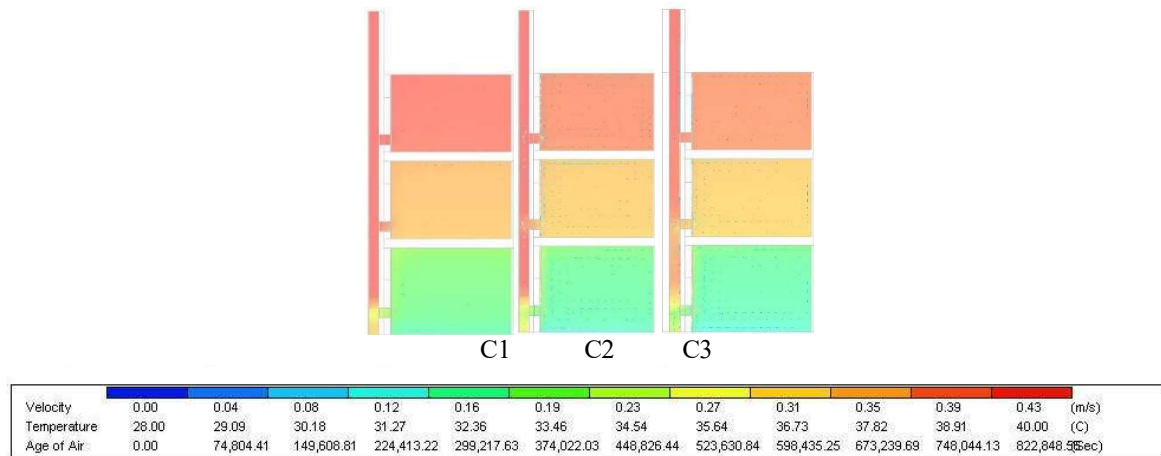 C1 C2 C3
Velocity 0.00 0.04 0.08 0.12 0.16 0.19 0.23 0.27 0.31 0.35 0.39 0.43 (m/s)
Temperature 28.00 29.09 30.18 31.27 32.36 33.46 34.54 35.64 36.73 37.82 38.91 40.00 (C)
Age of Air 0.00 74,804.41 149,608.81 224,413.22 299,217.63 374,022.03 448,826.44 523,630.84 598,435.25 673,239.69 748,044.13 (Sec)